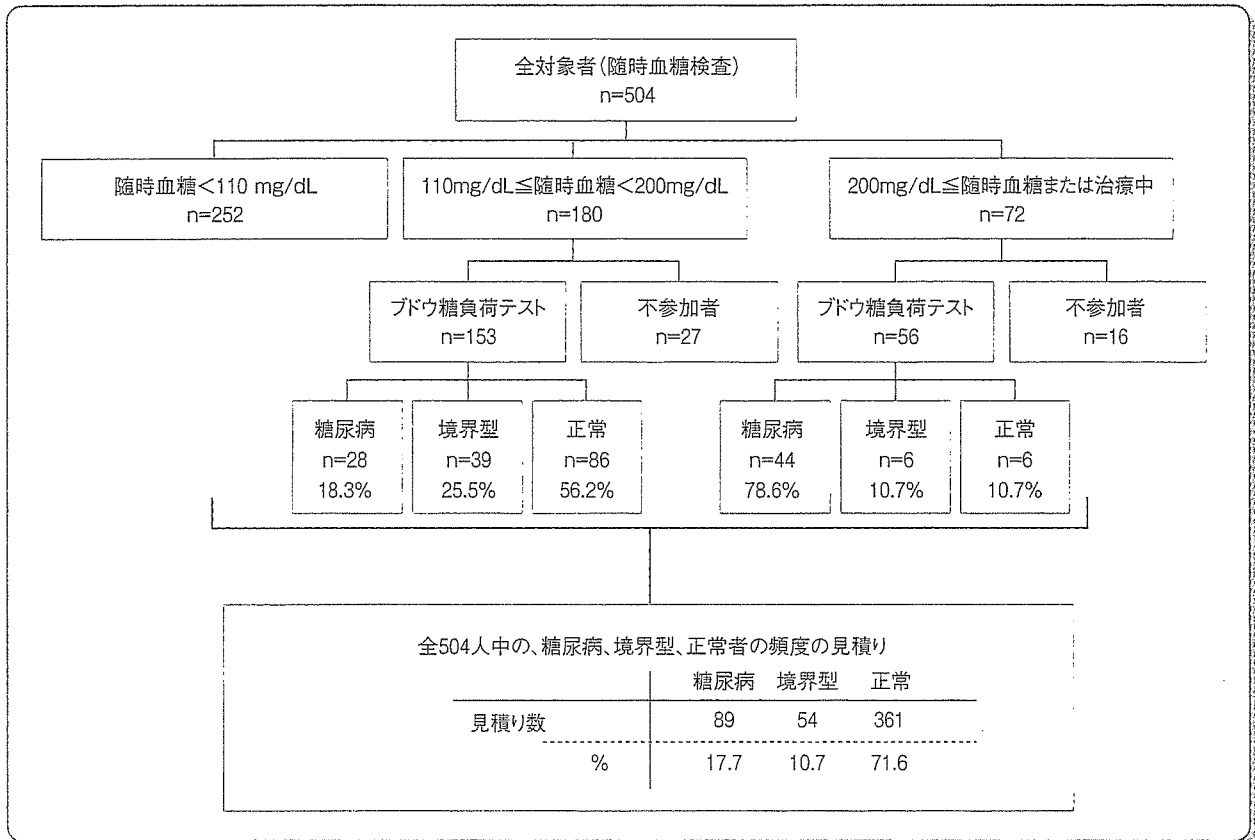 全対象者(随時血糖検査)
n=504
随時血糖<110 mg/dL
n=252
110mg/dL≦随時血糖<200mg/dL
n=180
200mg/dL≦随時血糖または治療中
n=72
ブドウ糖負荷テスト
n=153
不参加者
n=27
ブドウ糖負荷テスト
n=56
不参加者
n=16
糖尿病
n=28
18.3%
境界型
n=39
25.5%
正常
n=86
56.2%
糖尿病
n=44
78.6%
境界型
n=6
10.7%
正常
n=6
10.7%
全504人中の、糖尿病、境界型、正常者の頻度の見積り
糖尿病 境界型 正常
見積り数 89 54 361
% 17.7 10.7 71.6